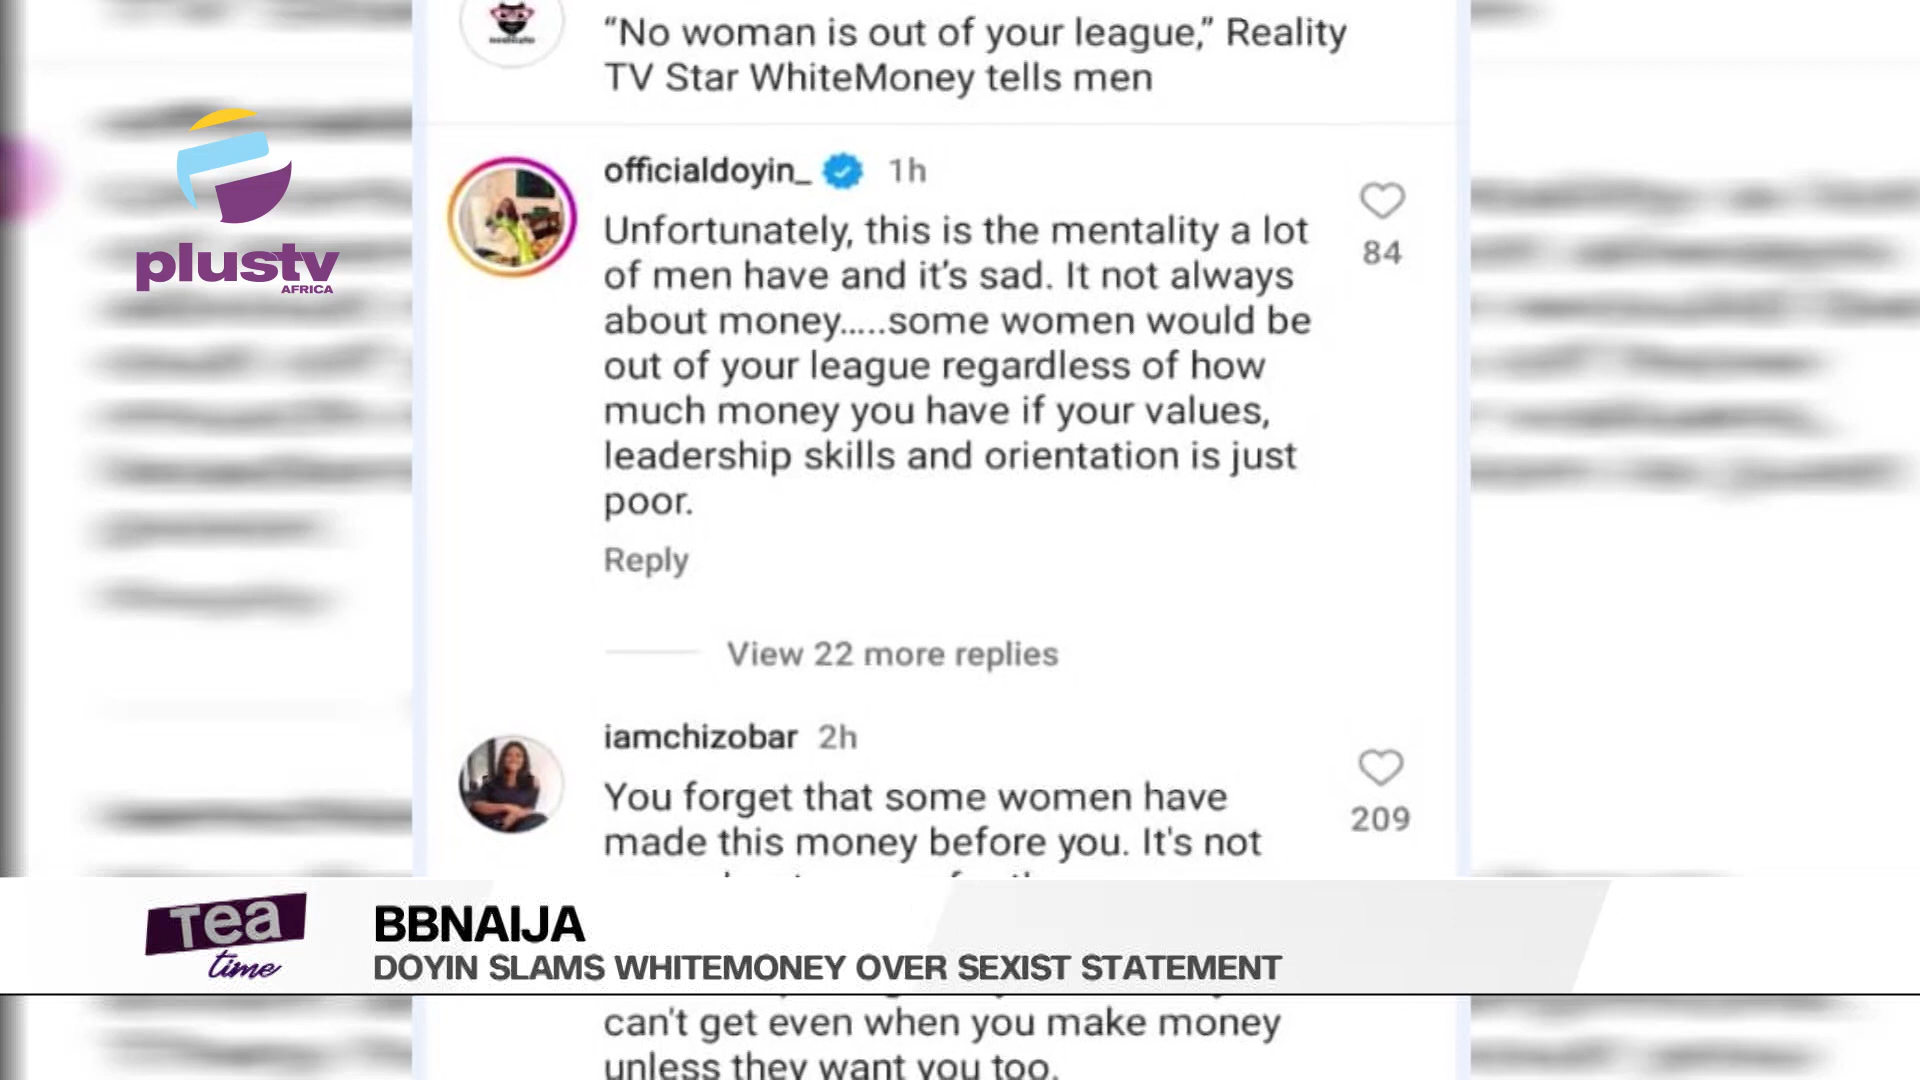 “No woman is out of your league,” Reality
TV Star WhiteMoney tells men
plustv
AFRICA
officialdoyin_ 1h
Unfortunately, this is the mentality a lot
of men have and it’s sad. It not always
about money.....some women would be
out of your league regardless of how
much money you have if your values,
leadership skills and orientation is just
poor.
84
Reply
View 22 more replies
iamchizobar 2h
You forget that some women have
made this money before you. It's not
209
Tea
time
BBNAIJA
DOYIN SLAMS WHITEMONEY OVER SEXIST STATEMENT
can't get even when you make money
unless they want you too.